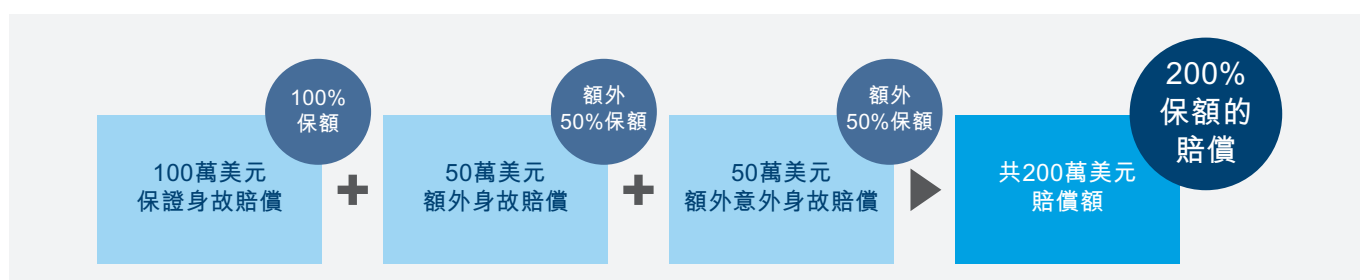 100%
保額
100萬美元
保證身故賠償
額外
50%保額
50萬美元
額外身故賠償
額外
50%保額
50萬美元
額外意外身故賠償
200%
保額的
賠償
共200萬美元
賠償額